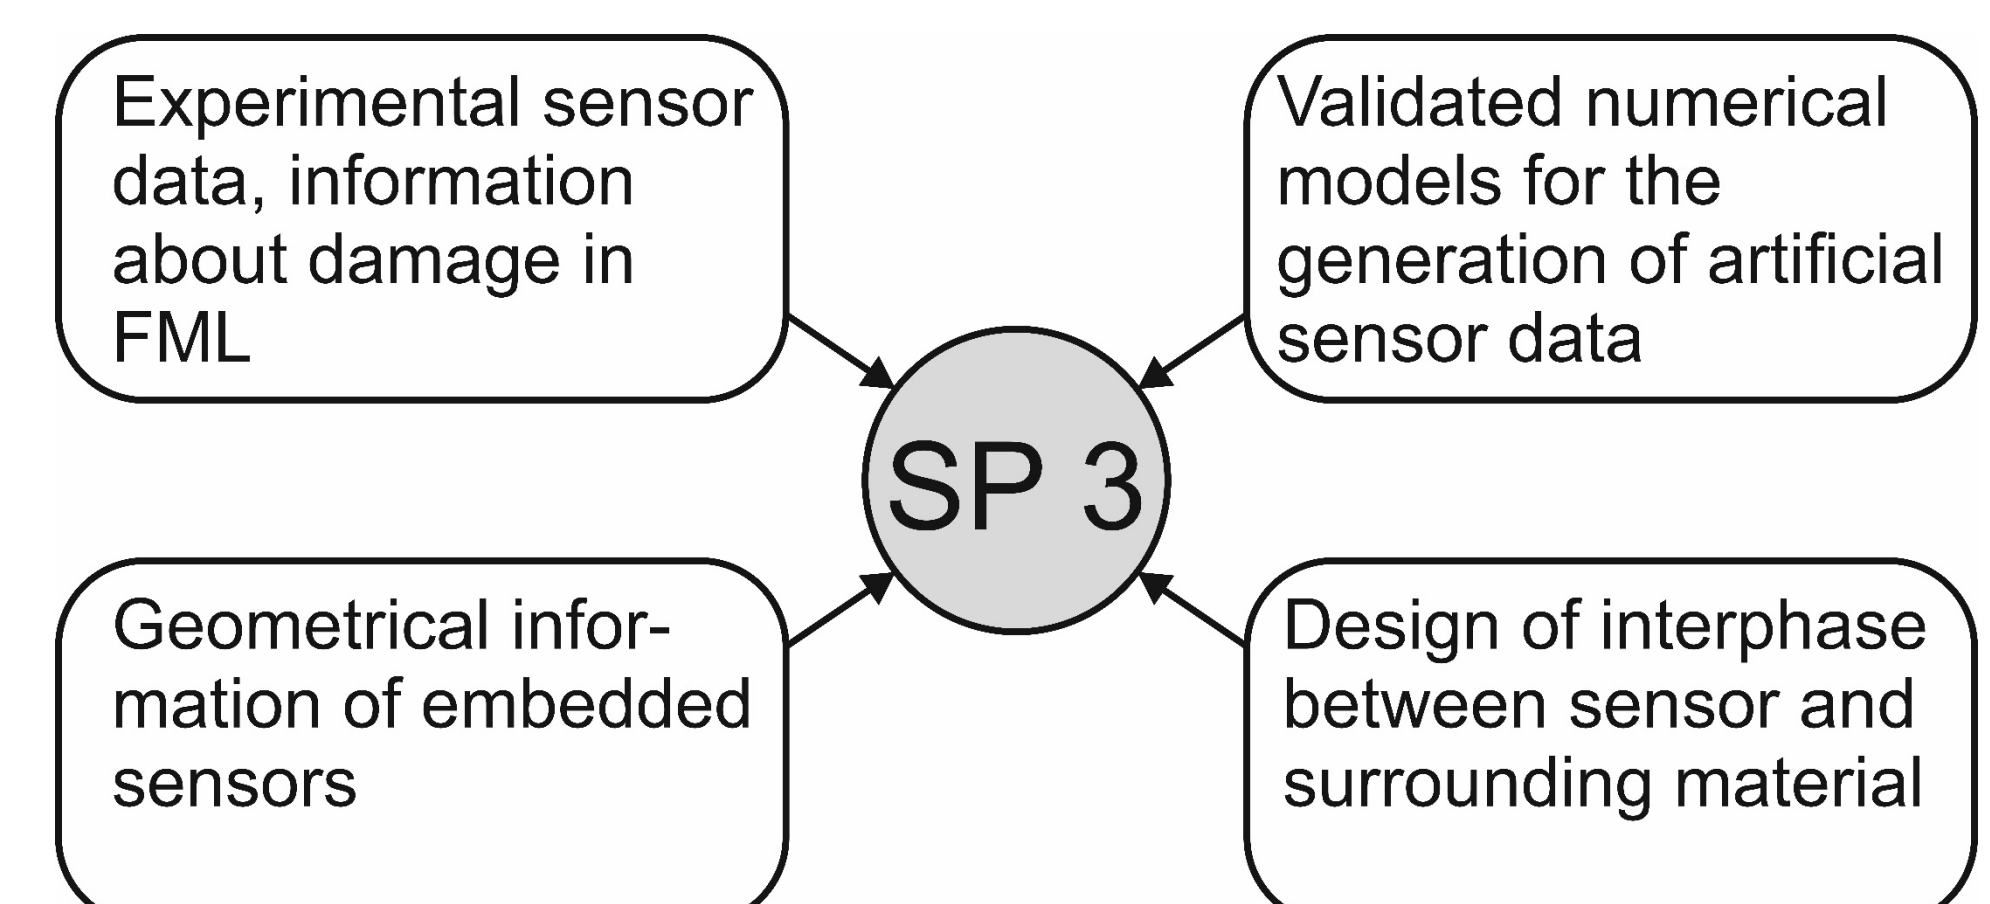 Experimental sensor
data, information
about damage in
FML
Validated numerical
models for the
generation of artificial
sensor data
SP 3
Geometrical infor-
mation of embedded
sensors
Design of interphase
between sensor and
surrounding material